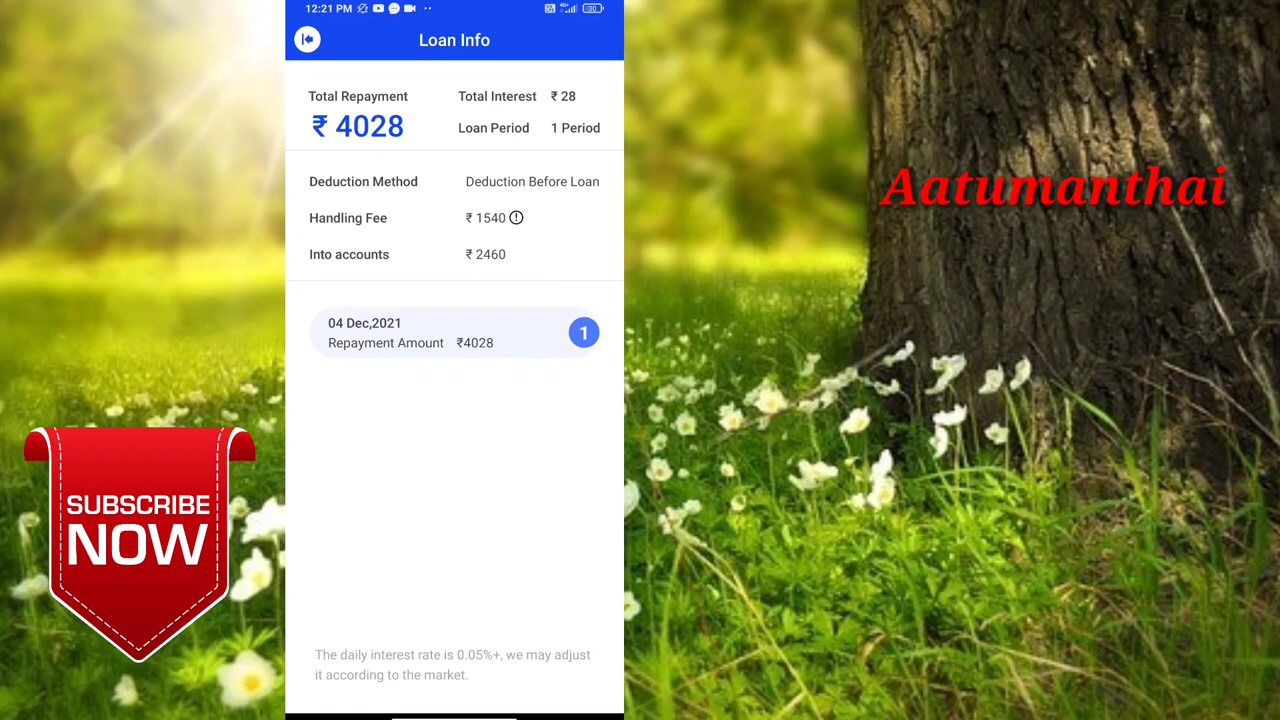 12:21 PM
Loan Info
Total Repayment
₹ 4028
Total Interest ₹ 28
Loan Period 1 Period
Deduction Method Deduction Before Loan
Handling Fee ₹ 1540
Into accounts ₹ 2460
04 Dec,2021
Repayment Amount ₹4028
1
The daily interest rate is 0.05%+, we may adjust
it according to the market.
SUBSCRIBE
NOW
Aatumanthai